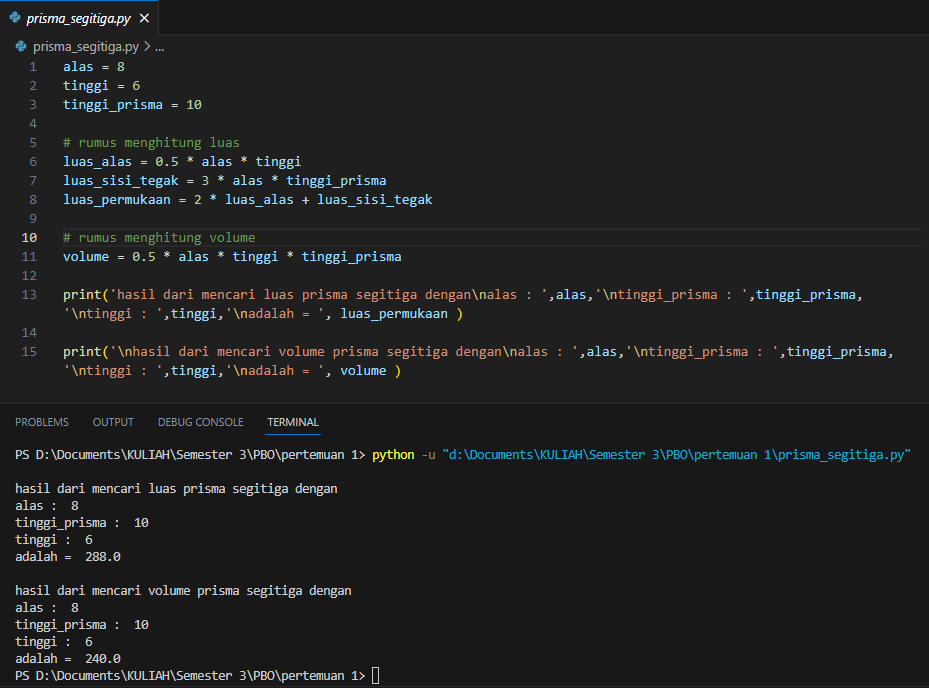 prisma_segitiga.py ×
prisma_segitiga.py > ...
1 alas = 8
2 tinggi = 6
3 tinggi_prisma = 10
4
5 # rumus menghitung luas
6 luas_alas = 0.5 * alas * tinggi
7 luas_sisi_tegak = 3 * alas * tinggi_prisma
8 luas_permukaan = 2 * luas_alas + luas_sisi_tegak
9
10 # rumus menghitung volume
11 volume = 0.5 * alas * tinggi * tinggi_prisma
12
13 print('hasil dari mencari luas prisma segitiga dengan\nalas : ',alas,'\ntinggi_prisma : ',tinggi_prisma,
'\ntinggi : ',tinggi,'\nadalah = ', luas_permukaan )
14
15 print('\nhasil dari mencari volume prisma segitiga dengan\nalas : ',alas,'\ntinggi_prisma : ',tinggi_prisma,
'\ntinggi : ',tinggi,'\nadalah = ', volume )
PROBLEMS OUTPUT DEBUG CONSOLE TERMINAL
PS D:\Documents\KULIAH\Semester 3\PBO\pertemuan 1> python -u "d:\Documents\KULIAH\Semester 3\PBO\pertemuan 1\prisma_segitiga.py"
hasil dari mencari luas prisma segitiga dengan
alas :  8
tinggi_prisma :  10
tinggi :  6
adalah =  288.0
hasil dari mencari volume prisma segitiga dengan
alas :  8
tinggi_prisma :  10
tinggi :  6
adalah =  240.0
PS D:\Documents\KULIAH\Semester 3\PBO\pertemuan 1>